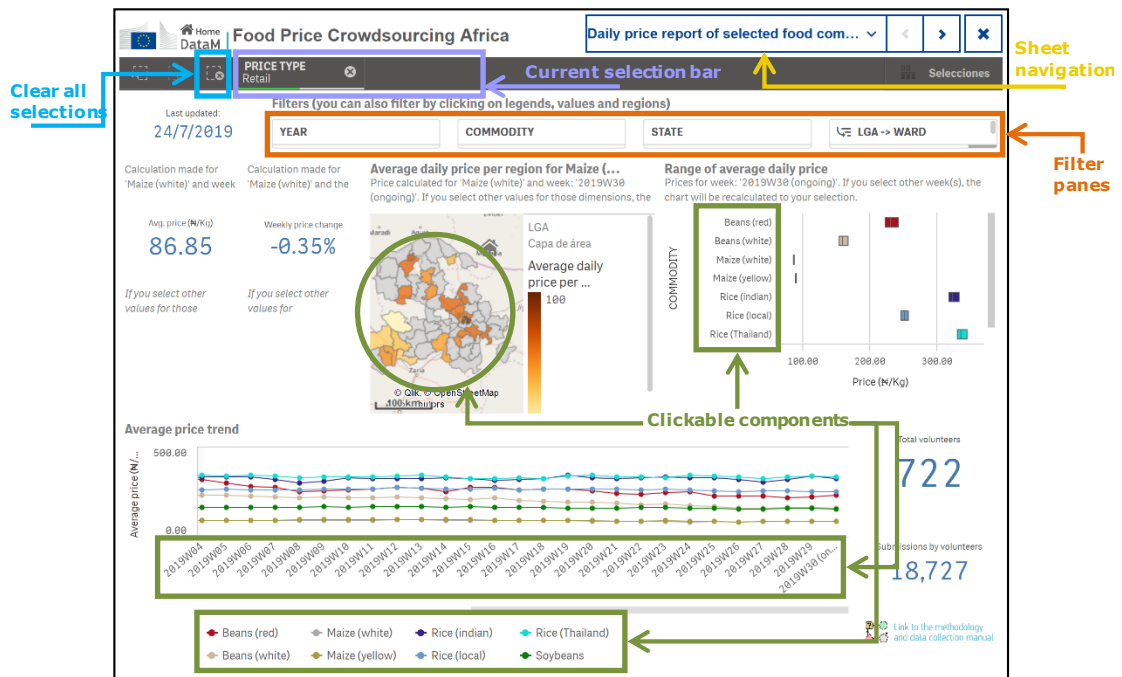 Home
DataM
Food Price Crowdsourcing Africa
Daily price report of selected food com...
Sheet
navigation
PRICE TYPE
Retail
Current selection bar
Selecciones
Clear all
selections
Filters (you can also filter by clicking on legends, values and regions)
Last updated:
24/7/2019
YEAR
COMMODITY
STATE
LGA -> WARD
Filter
panes
Calculation made for
'Maize (white)' and week
Calculation made for
'Maize (white)' and the
Average daily price per region for Maize (...
Price calculated for 'Maize (white)' and week: '2019W30
(ongoing)'. If you select other values for those dimensions, the
Range of average daily price
Prices for week: '2019W30 (ongoing)'. If you select other week(s), the
chart will be recalculated to your selection.
Avg. price (₦/Kg)
86.85
Weekly price change
-0.35%
If you select other
values for those
If you select other
values for
Zaria
100 km
© Qlik, © OpenStreetMap
LGA
Capa de área
Average daily
price per ...
100
COMMODITY
Beans (red)
Beans (white)
Maize (white)
Maize (yellow)
Rice (indian)
Rice (local)
Rice (Thailand)
100.00
200.00
300.00
Price (₦/Kg)
Clickable components
Average price trend
Average price (₦/...
500.00
0.00
2019W04
2019W05
2019W06
2019W07
2019W08
2019W09
2019W10
2019W11
2019W12
2019W13
2019W14
2019W15
2019W16
2019W17
2019W18
2019W19
2019W20
2019W21
2019W22
2019W23
2019W24
2019W25
2019W26
2019W27
2019W28
2019W29
2019W30 (on...
Total volunteers
722
Submissions by volunteers
18,727
Beans (red)
Maize (white)
Rice (indian)
Rice (Thailand)
Beans (white)
Maize (yellow)
Rice (local)
Soybeans
Link to the methodology
and data collection manual